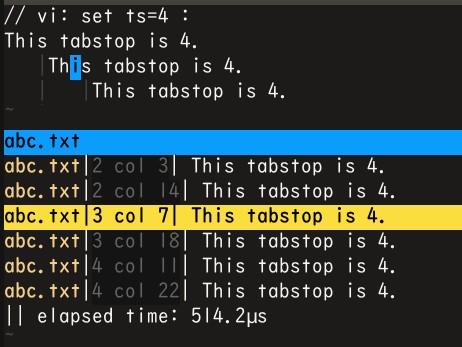 // vi: set ts=4 :
This tabstop is 4.
This tabstop is 4.
This tabstop is 4.
~
abc.txt
abc.txt|2 col 3| This tabstop is 4.
abc.txt|2 col 14| This tabstop is 4.
abc.txt|3 col 7| This tabstop is 4.
abc.txt|3 col 18| This tabstop is 4.
abc.txt|4 col 11| This tabstop is 4.
abc.txt|4 col 22| This tabstop is 4.
|| elapsed time: 514.2µs
~